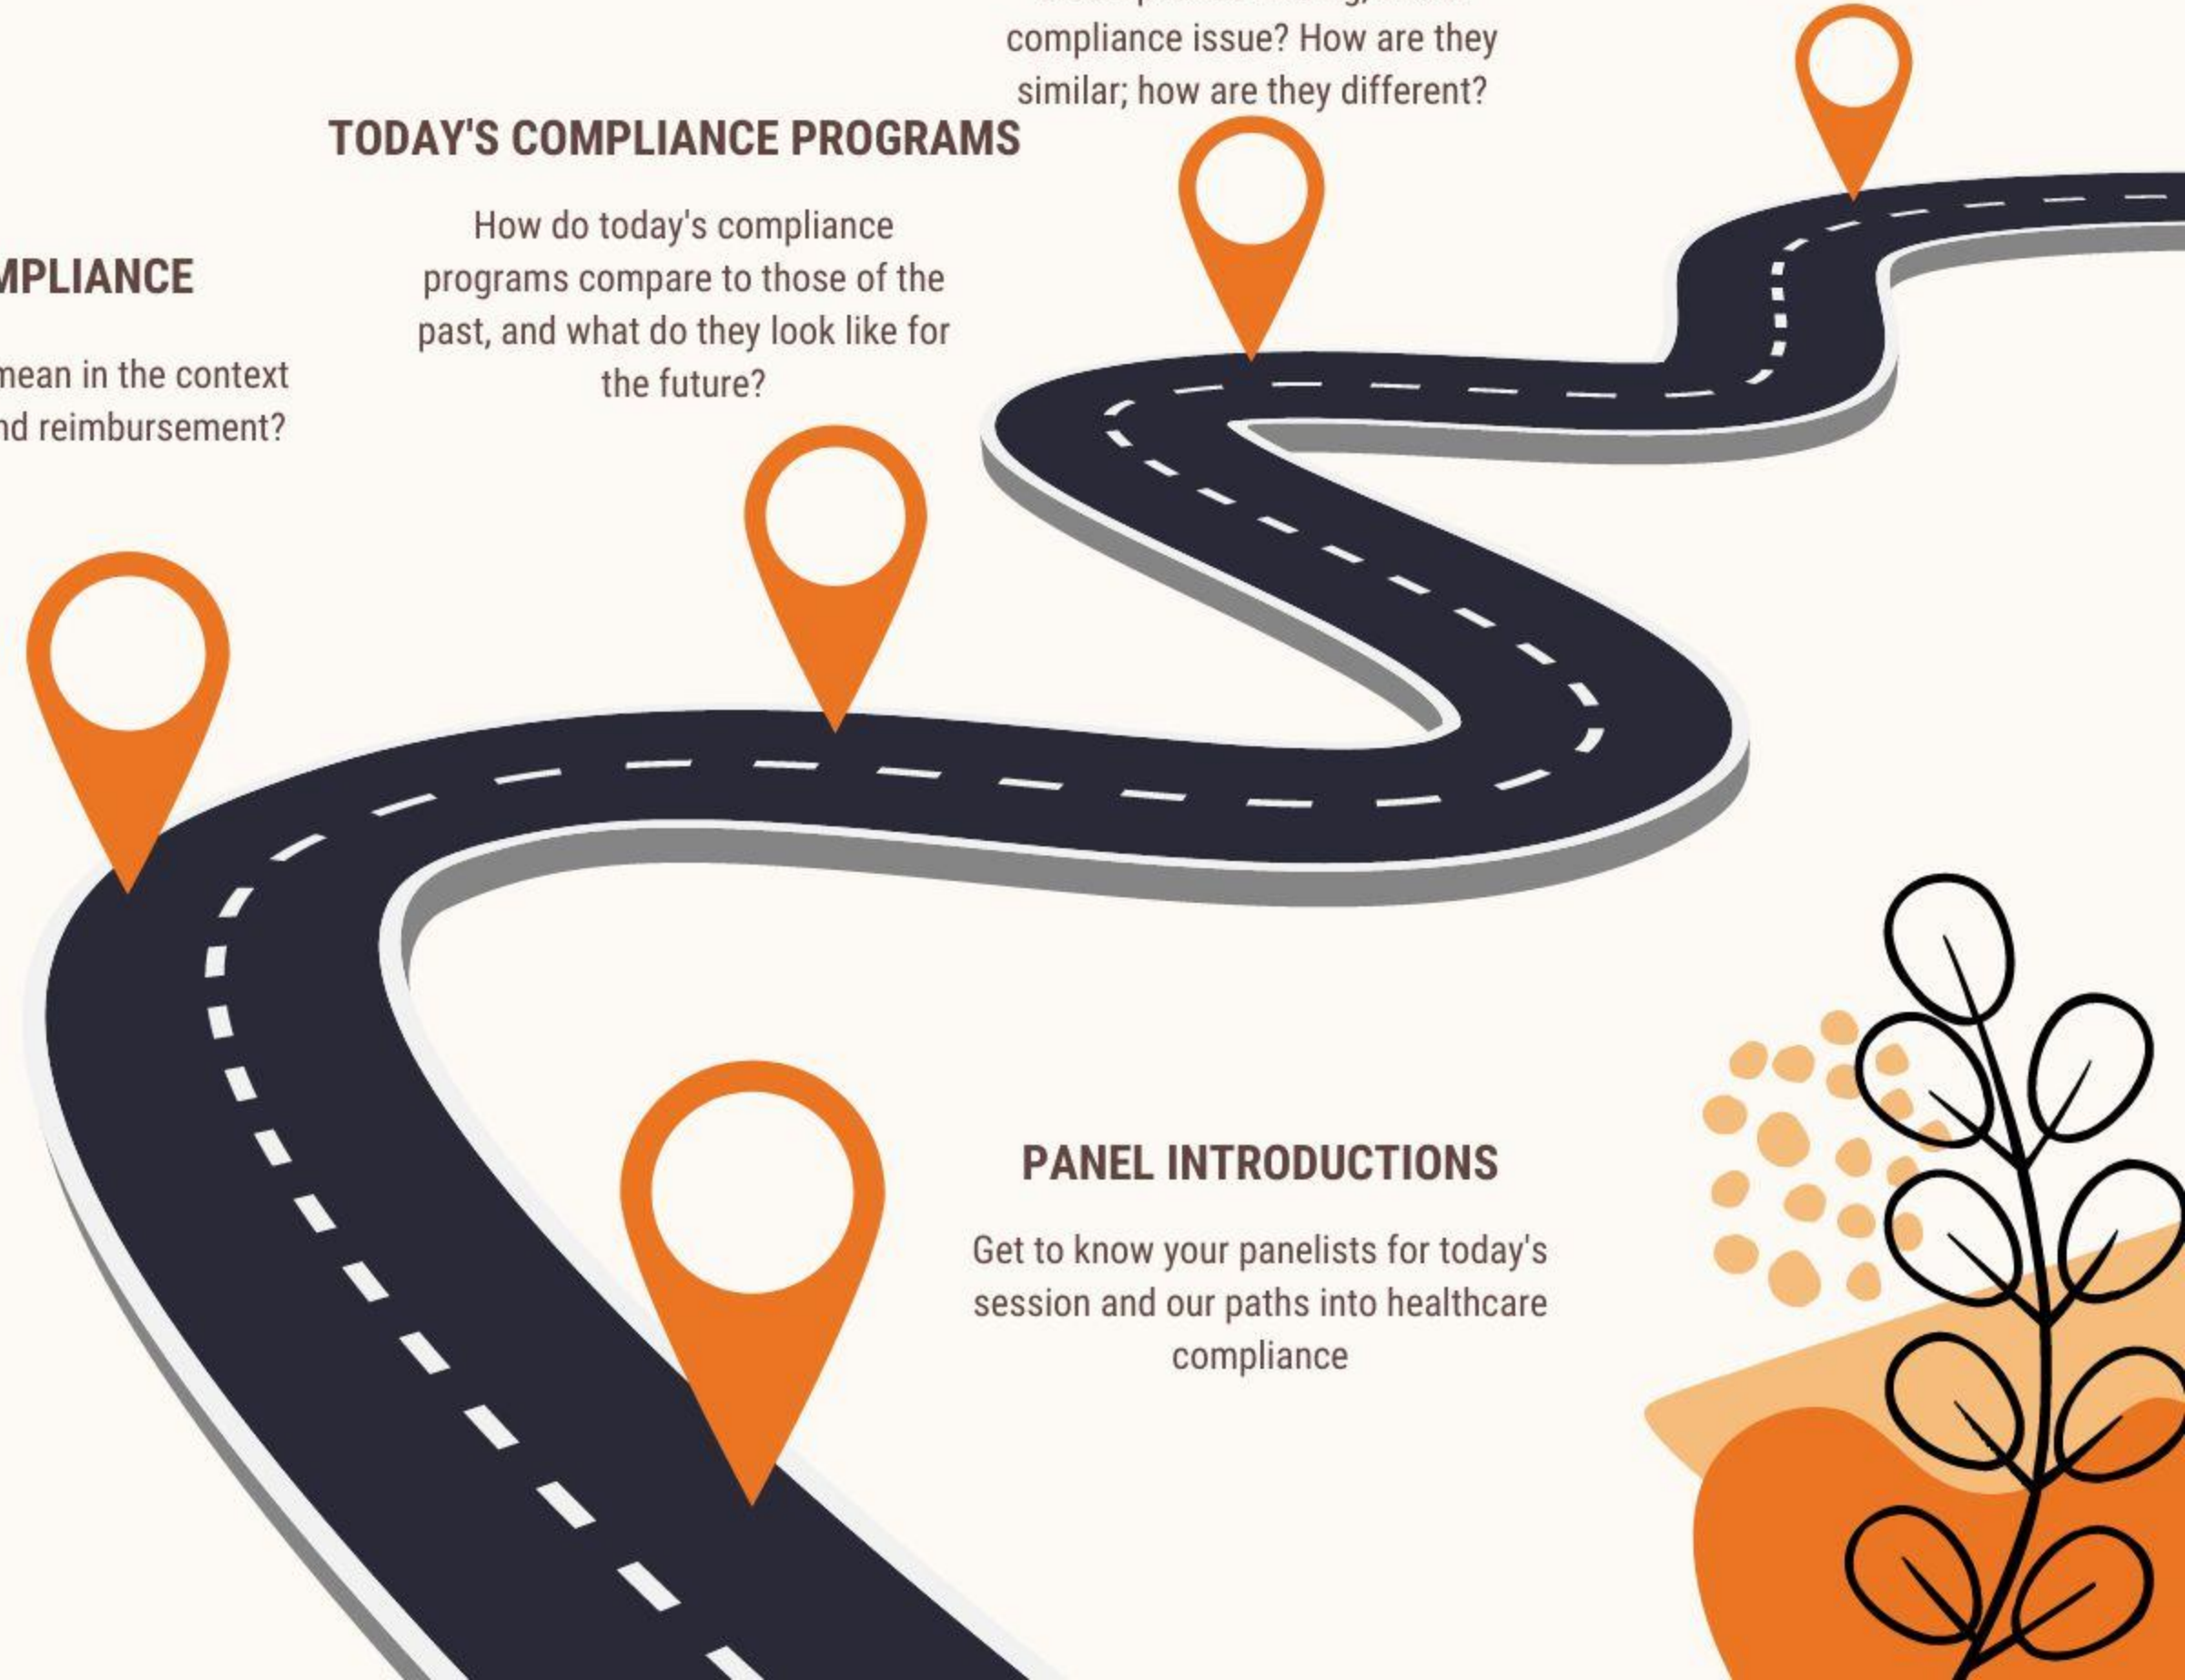 compliance issue? How are they
similar; how are they different?
TODAY'S COMPLIANCE PROGRAMS
How do today's compliance
programs compare to those of the
past, and what do they look like for
the future?
MPLIANCE
mean in the context
nd reimbursement?
PANEL INTRODUCTIONS
Get to know your panelists for today's
session and our paths into healthcare
compliance